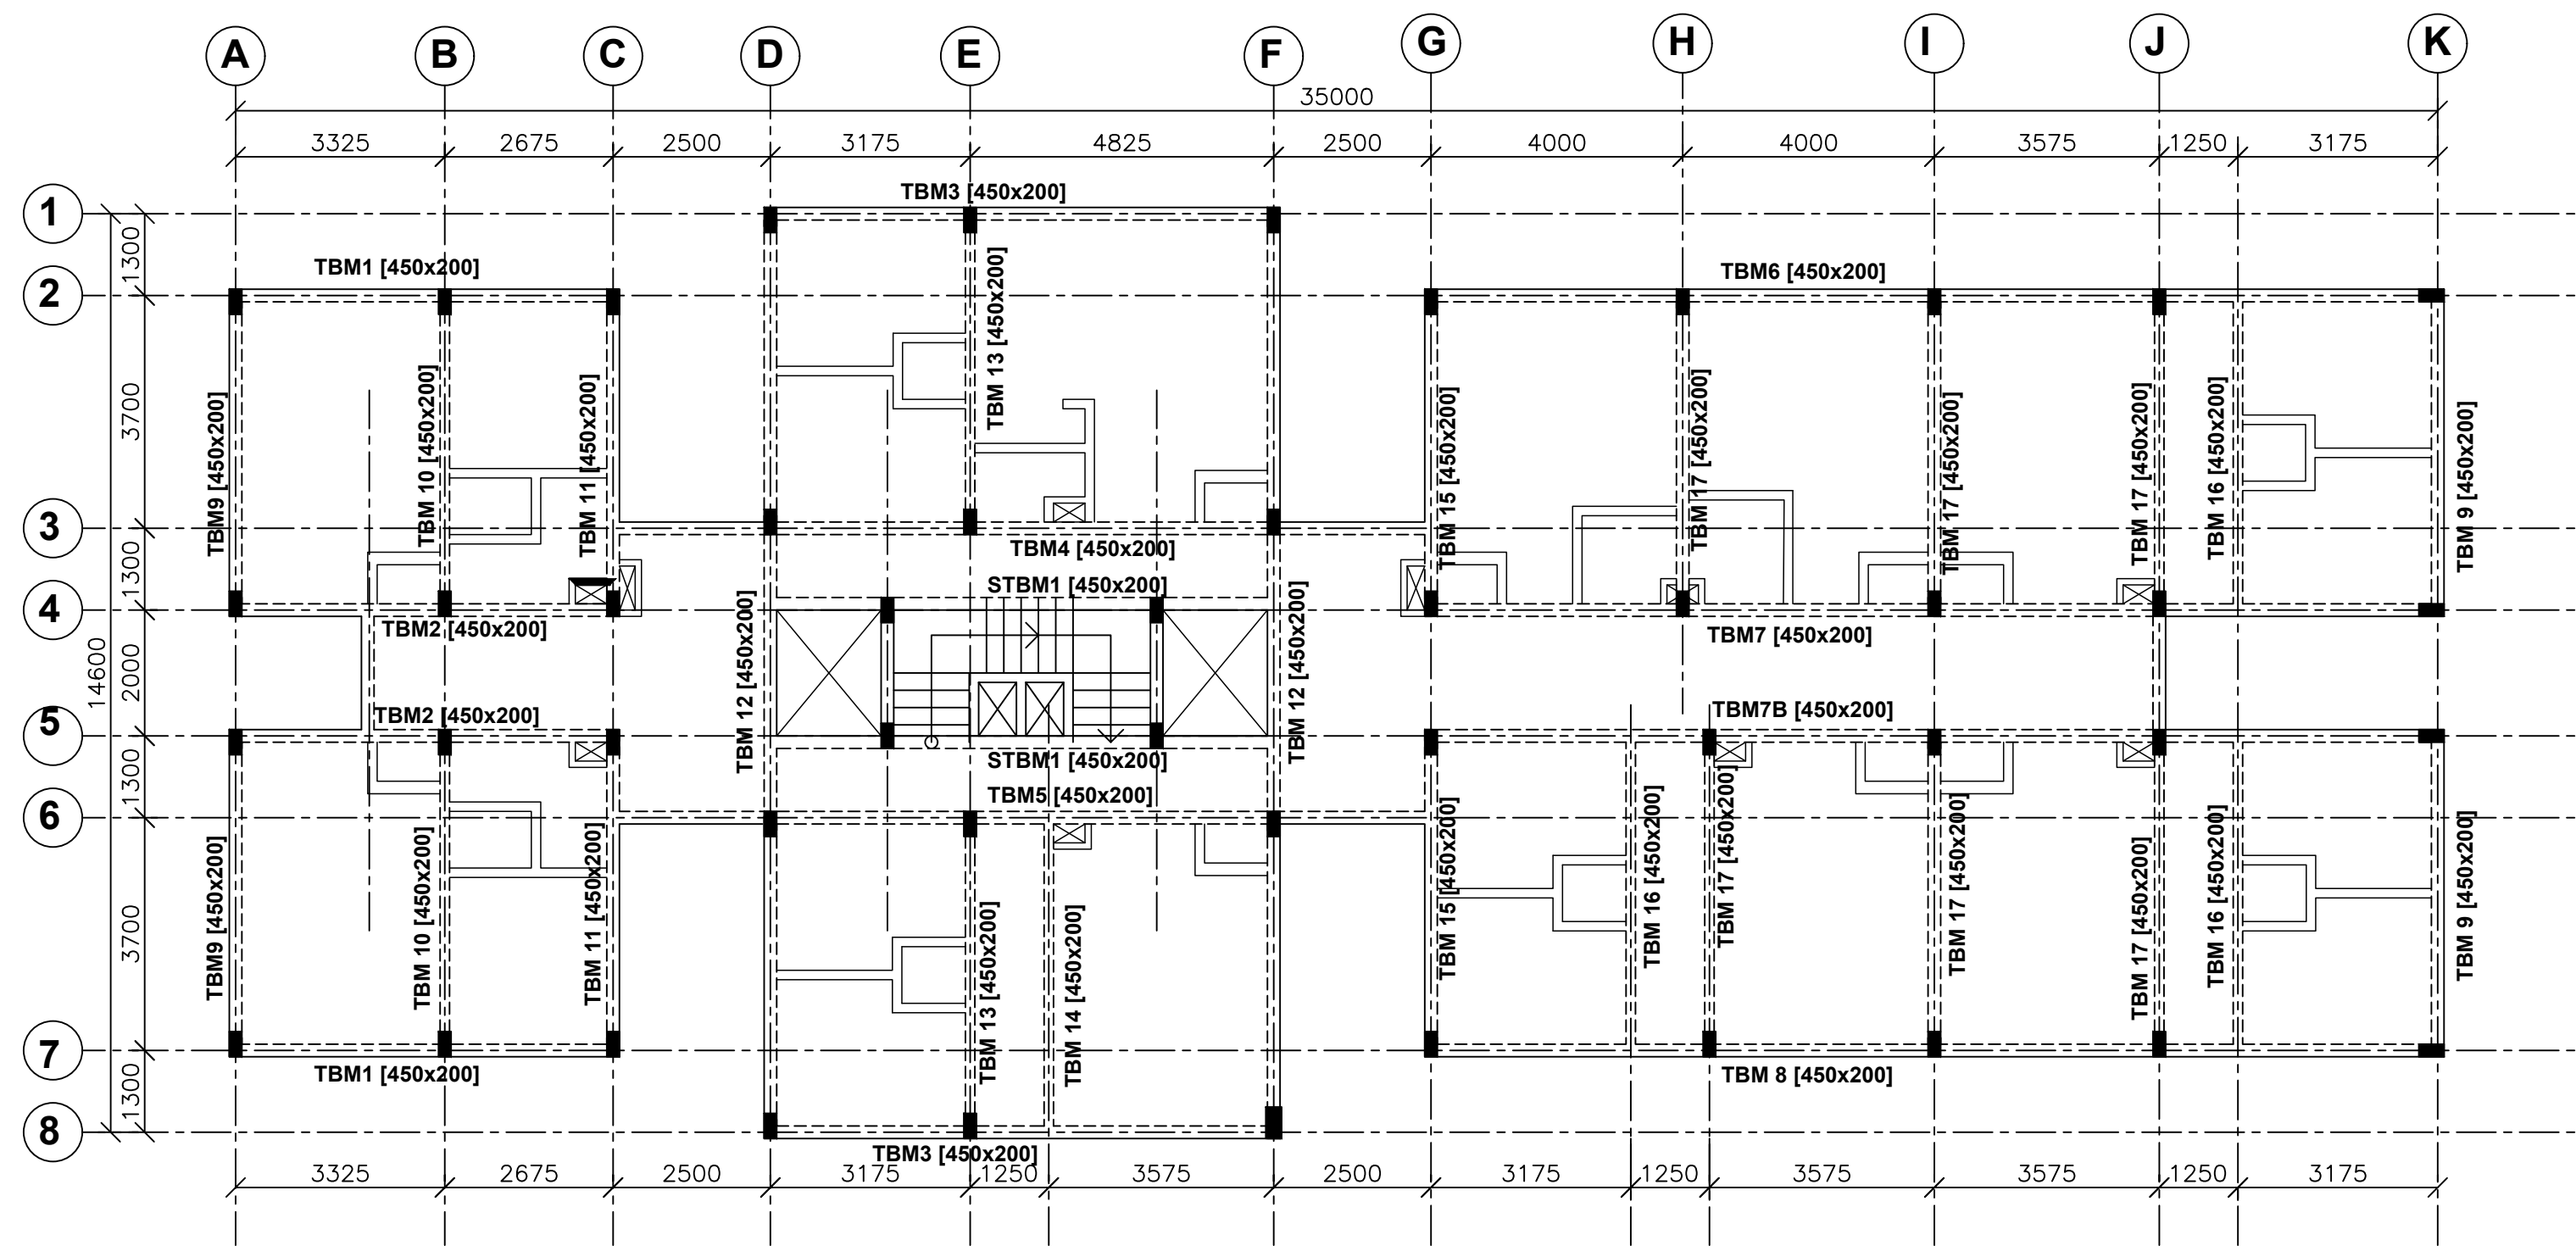 A B C D E F G H I J K
35000
3325 2675 2500 3175 4825 2500 4000 4000 3575 1250 3175
1
2
3
4
5
6
7
8
1300
3700
1300
2000
1300
3700
1300
14600
TBM3 [450x200]
TBM1 [450x200]
TBM6 [450x200]
TBM9 [450x200]
TBM 10 [450x200]
TBM 11 [450x200]
TBM 13 [450x200]
TBM 15 [450x200]
TBM 17 [450x200]
TBM 17 [450x200]
TBM 17 [450x200]
TBM 16 [450x200]
TBM 9 [450x200]
TBM4 [450x200]
STBM1 [450x200]
TBM2 [450x200]
TBM7 [450x200]
TBM 12 [450x200]
TBM 12 [450x200]
TBM2 [450x200]
TBM7B [450x200]
STBM1 [450x200]
TBM5 [450x200]
TBM9 [450x200]
TBM 10 [450x200]
TBM 11 [450x200]
TBM 13 [450x200]
TBM 14 [450x200]
TBM 15 [450x200]
TBM 16 [450x200]
TBM 17 [450x200]
TBM 17 [450x200]
TBM 17 [450x200]
TBM 16 [450x200]
TBM 9 [450x200]
TBM1 [450x200]
TBM 8 [450x200]
TBM3 [450x200]
3325 2675 2500 3175 1250 3575 2500 3175 1250 3575 3575 1250 3175